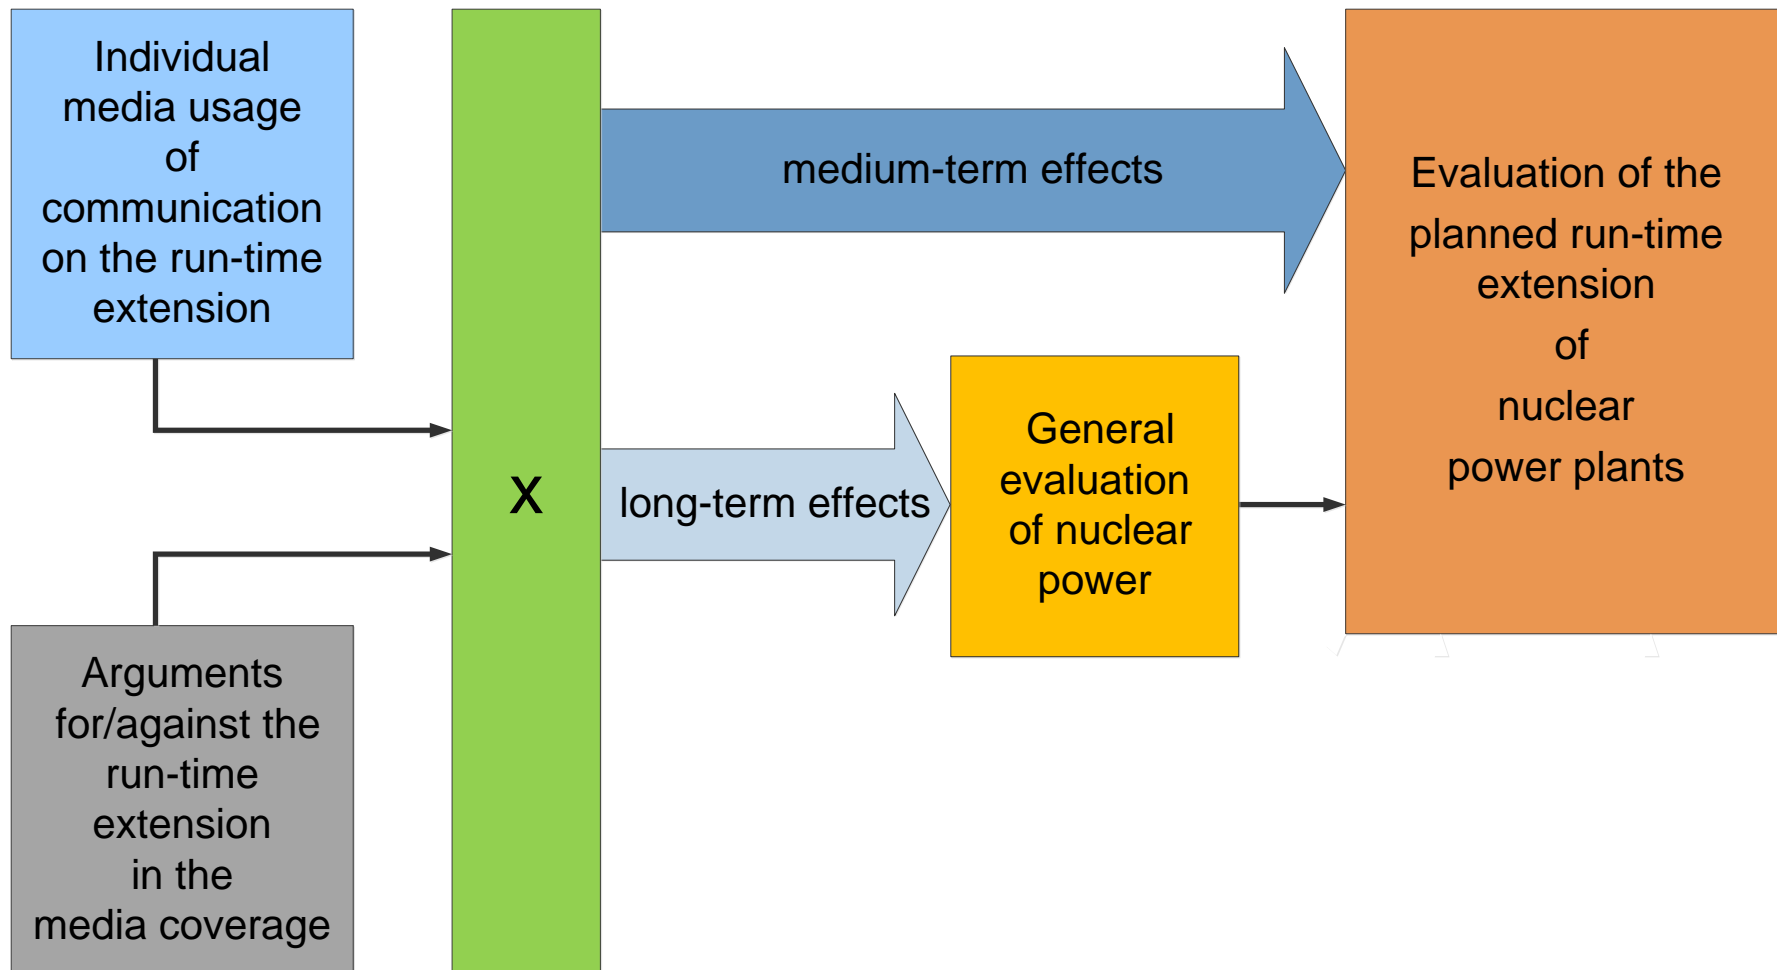 Individual
media usage
of
communication
on the run-time
extension
Arguments
for/against the
run-time
extension
in the
media coverage
x
medium-term effects
long-term effects
General
evaluation
of nuclear
power
Evaluation of the
planned run-time
extension
of
nuclear
power plants